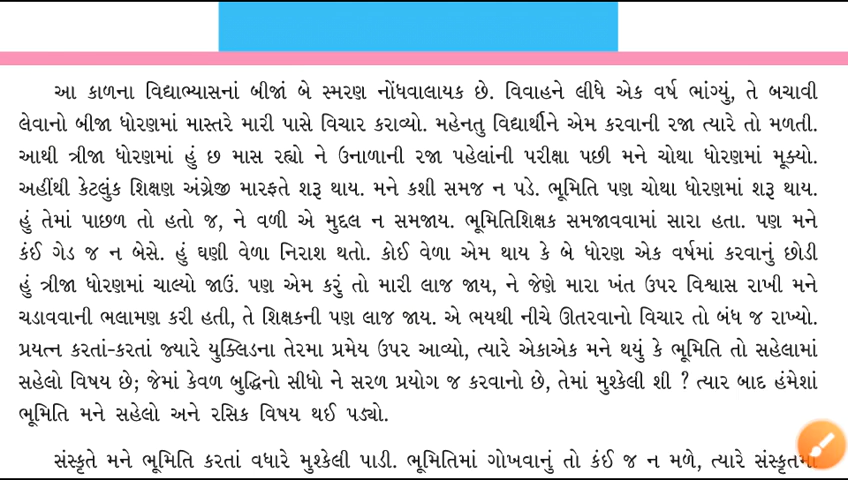 આ કાળના વિદ્યાભ્યાસનાં બીજાં બે સ્મરણ નોંધવાલાયક છે. વિવાહને લીધે એક વર્ષ ભાંગ્યું, તે બચાવી
લેવાનો બીજા ધોરણમાં માસ્તરે મારી પાસે વિચાર કરાવ્યો. મહેનતુ વિદ્યાર્થીને એમ કરવાની રજા ત્યારે તો મળતી.
આથી ત્રીજા ધોરણમાં હું છ માસ રહ્યો ને ઉનાળાની રજા પહેલાંની પરીક્ષા પછી મને ચોથા ધોરણમાં મૂક્યો.
અહીંથી કેટલુંક શિક્ષણ અંગ્રેજી મારફતે શરૂ થાય. મને કશી સમજ ન પડે. ભૂમિતિ પણ ચોથા ધોરણમાં શરૂ થાય.
હું તેમાં પાછળ તો હતો જ, ને વળી એ મુદ્દલ ન સમજાય. ભૂમિતિશિક્ષક સમજાવવામાં સારા હતા. પણ મને
કંઈ ગેડ જ ન બેસે. હું ઘણી વેળા નિરાશ થતો. કોઈ વેળા એમ થાય કે બે ધોરણ એક વર્ષમાં કરવાનું છોડી
હું ત્રીજા ધોરણમાં ચાલ્યો જાઉં. પણ એમ કરું તો મારી લાજ જાય, ને જેણે મારા ખંત ઉપર વિશ્વાસ રાખી મને
ચડાવવાની ભલામણ કરી હતી, તે શિક્ષકની પણ લાજ જાય. એ ભયથી નીચે ઊતરવાનો વિચાર તો બંધ જ રાખ્યો.
પ્રયત્ન કરતાં-કરતાં જ્યારે યુક્લિડના તેરમા પ્રમેય ઉપર આવ્યો, ત્યારે એકાએક મને થયું કે ભૂમિતિ તો સહેલામાં
સહેલો વિષય છે; જેમાં કેવળ બુદ્ધિનો સીધો ને સરળ પ્રયોગ જ કરવાનો છે, તેમાં મુશ્કેલી શી ? ત્યાર બાદ હંમેશાં
ભૂમિતિ મને સહેલો અને રસિક વિષય થઈ પડ્યો.
સંસ્કૃતે મને ભૂમિતિ કરતાં વધારે મુશ્કેલી પાડી. ભૂમિતિમાં ગોખવાનું તો કંઈ જ ન મળે, ત્યારે સંસ્કૃતમાં